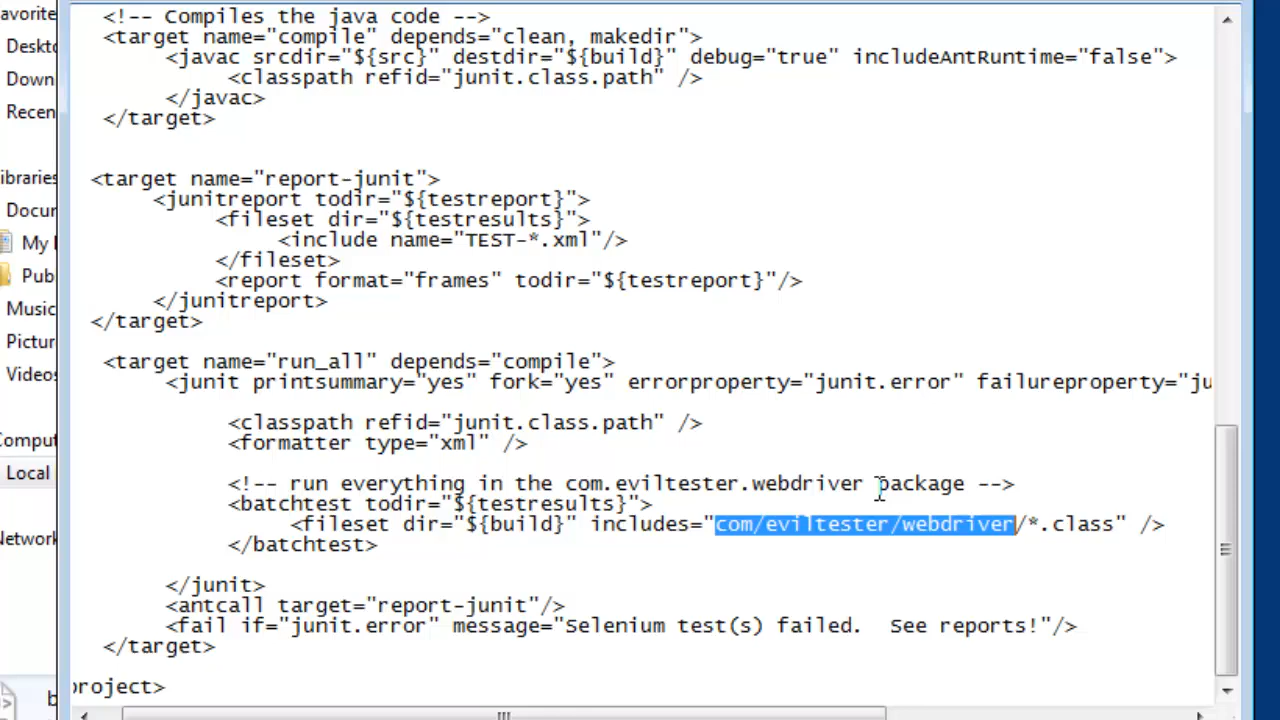 avorite
<!-- Compiles the java code -->
<target name="compile" depends="clean, makedir">
Deskto
<javac srcdir="${src}" destdir="${build}" debug="true" includeAntRuntime="false">
Down
<classpath refid="junit.class.path" />
</javac>
Recen
</target>
ibraries
<target name="report-junit">
<junitreport todir="${testreport}">
Docur
<fileset dir="${testresults}">
<include name="TEST-*.xml"/>
My
</fileset>
Pub
<report format="frames" todir="${testreport}"/>
</junitreport>
Music
</target>
Pictur
<target name="run_all" depends="compile">
Videos
<junit printsummary="yes" fork="yes" errorproperty="junit.error" failureproperty="ju
<classpath refid="junit.class.path" />
Comput
<formatter type="xml" />
Local
<!-- run everything in the com.eviltester.webdriver package -->
<batchtest todir="${testresults}">
<fileset dir="${build}" includes="com/eviltester/webdriver/*.class" />
Network
</batchtest>
</junit>
<antcall target="report-junit"/>
<fail if="junit.error" message="Selenium test(s) failed.  See reports!"/>
</target>
project>
b